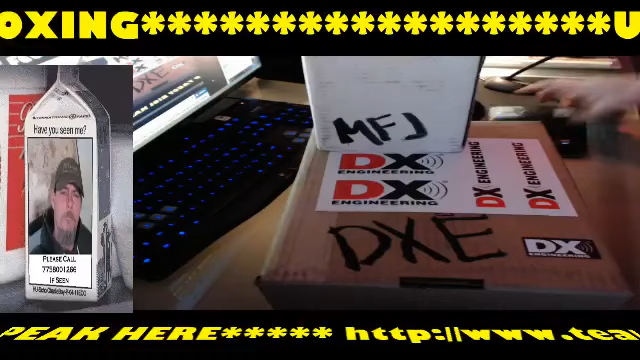 OXING******************U
Have you seen me?
PLEASE CALL
7758001266
IF SEEN
MFJ
DX
ENGINEERING
DX
ENGINEERING
DX ENGINEERING
DX ENGINEERING
DXE
DX
ENGINEERING
DXE
PEAK HERE***** http://www.tea